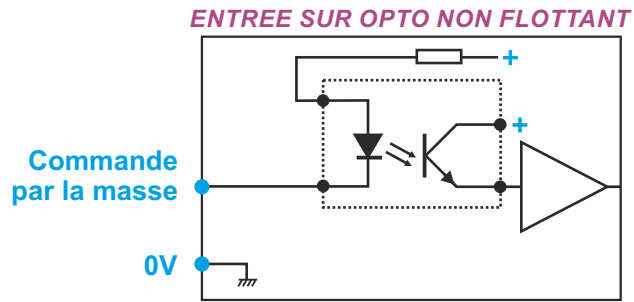 ENTREE SUR OPTO NON FLOTTANT
+
+
Commande
par la masse
0V